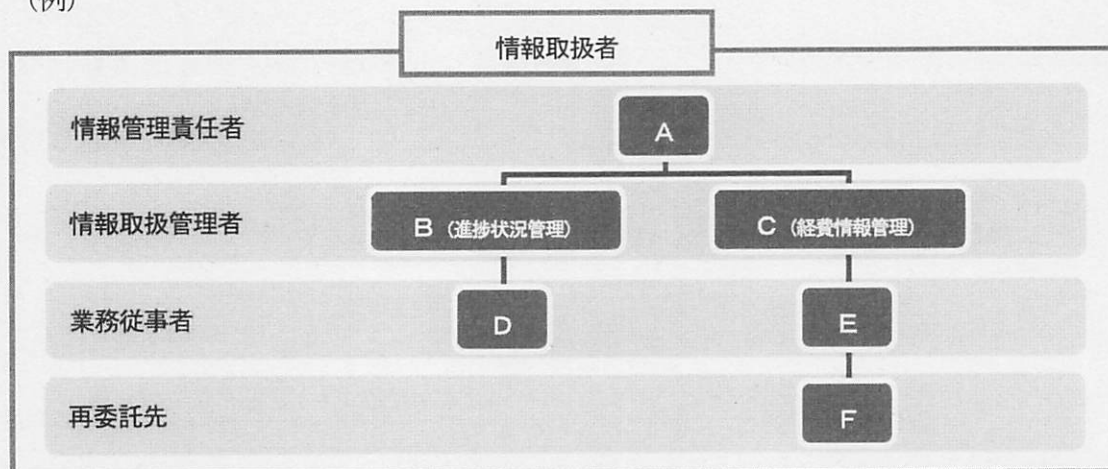 (例)
情報取扱者
情報管理責任者
A
情報取扱管理者
B (進捗状況管理)
C (経費情報管理)
業務従事者
D
E
再委託先
F